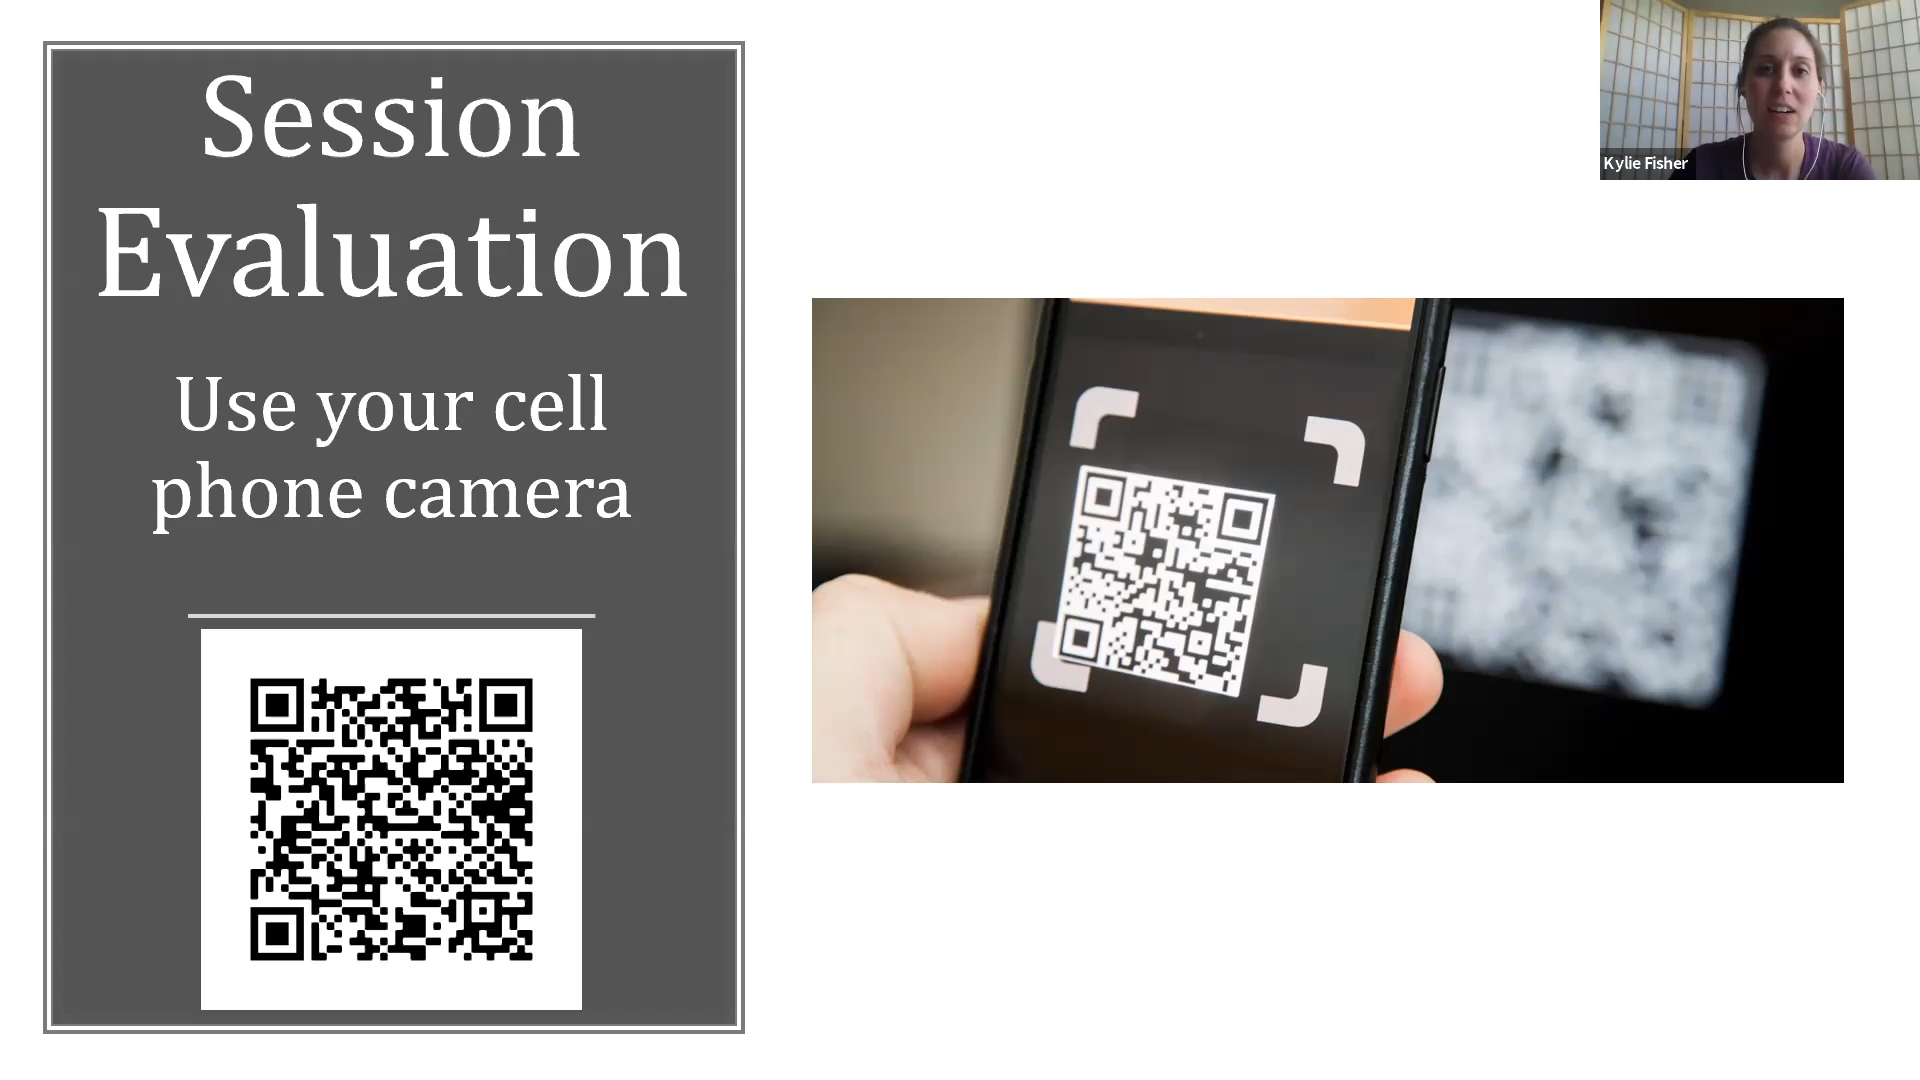 Session
Evaluation
Use your cell
phone camera
Kylie Fisher